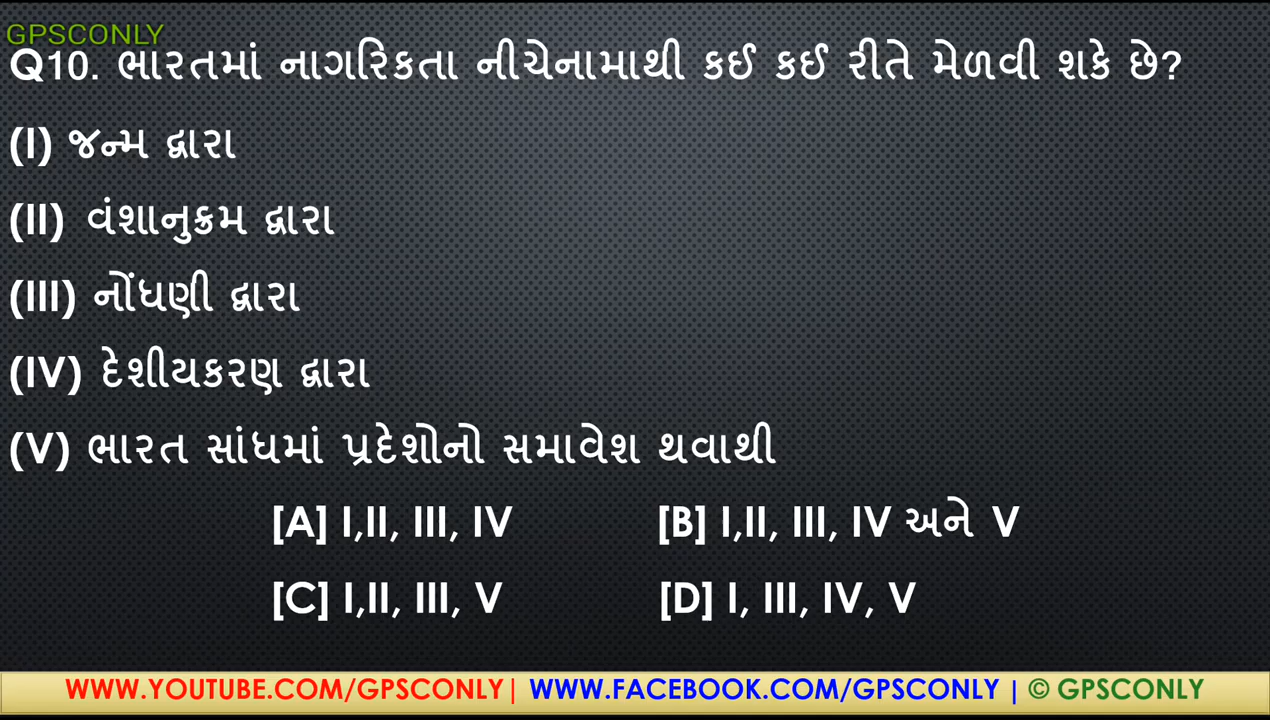 GPSCONLY
Q10. ભારતમાં નાગરિકતા નીચેનામાથી કઈ કઈ રીતે મેળવી શકે છે?
(I) જન્મ દ્વારા
(II) વંશાનુક્રમ દ્વારા
(III) નોંધણી દ્વારા
(IV) દેશીયકરણ દ્વારા
(V) ભારત સાંઘમાં પ્રદેશોનો સમાવેશ થવાથી
[A] I,II, III, IV [B] I,II, III, IV અને V
[C] I,II, III, V [D] I, III, IV, V
WWW.YOUTUBE.COM/GPSCONLY| WWW.FACEBOOK.COM/GPSCONLY | © GPSCONLY